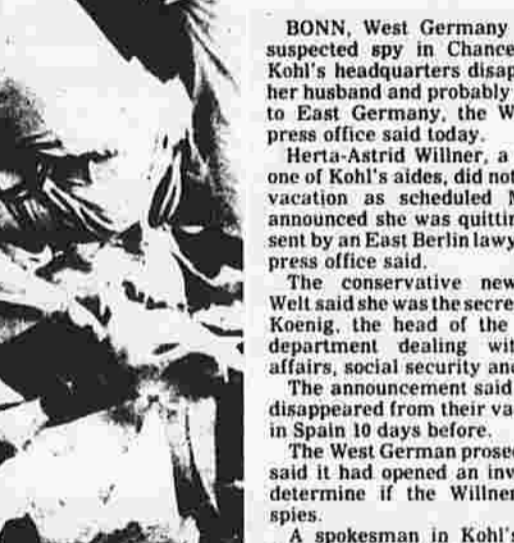 BONN, West Germany
suspected spy in Chance
Kohl's headquarters disap
her husband and probably
to East Germany, the W
press office said today.
Herta-Astrid Willner, a
one of Kohl's aides, did not
vacation as scheduled M
announced she was quittin
sent by an East Berlin lawy
press office said.
The conservative new
Welt said she was the secre
Koenig, the head of the
department dealing wit
affairs, social security an
The announcement said
disappeared from their va
in Spain 10 days before.
The West German prosec
said it had opened an inv
determine if the Willner
spies.
A spokesman in Kohl's